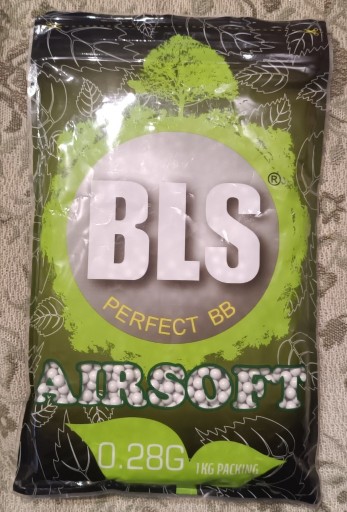 BLS®
PERFECT BB
AIRSOFT
0.28G 1KG PACKING